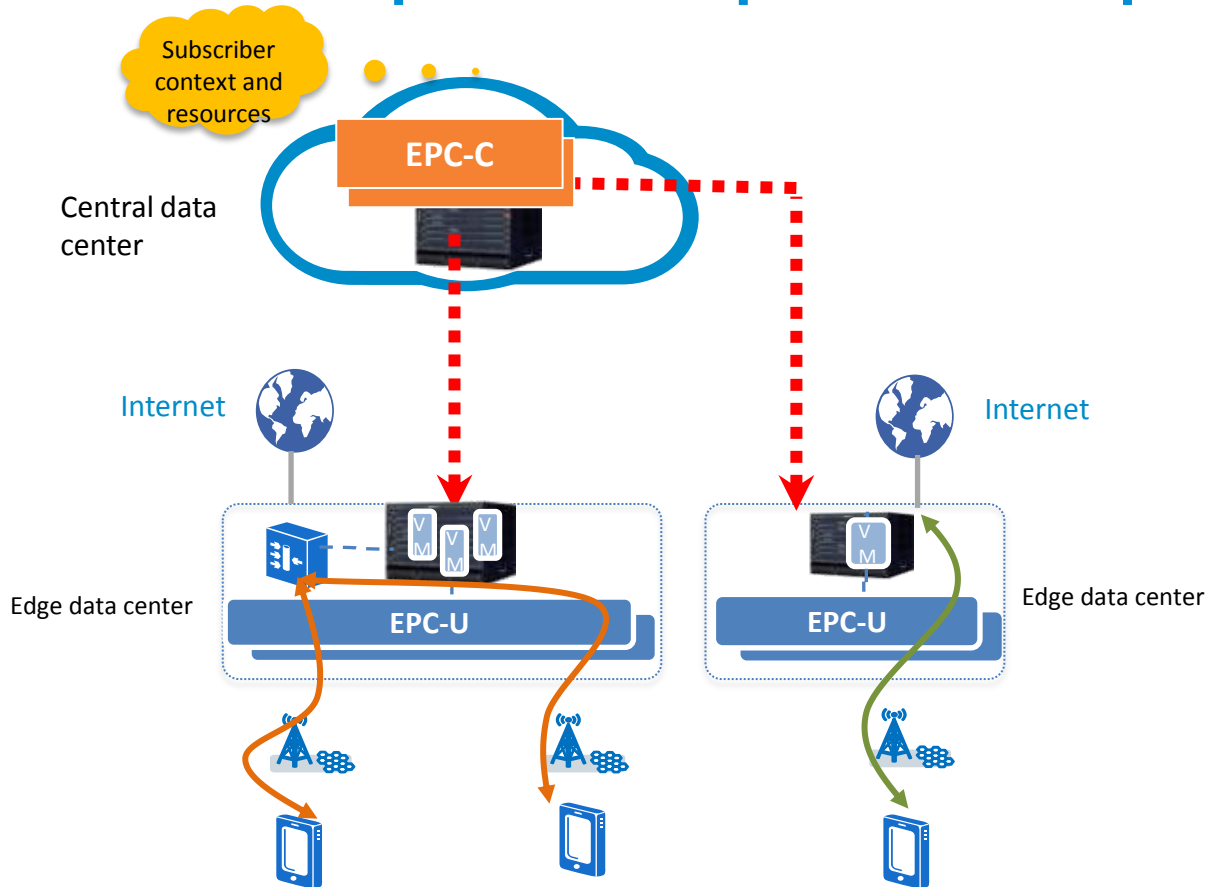 Subscriber
context and
resources
EPC-C
Central data
center
Internet
Internet
V
M
V
M
V
M
V
M
Edge data center
EPC-U
EPC-U
Edge data center